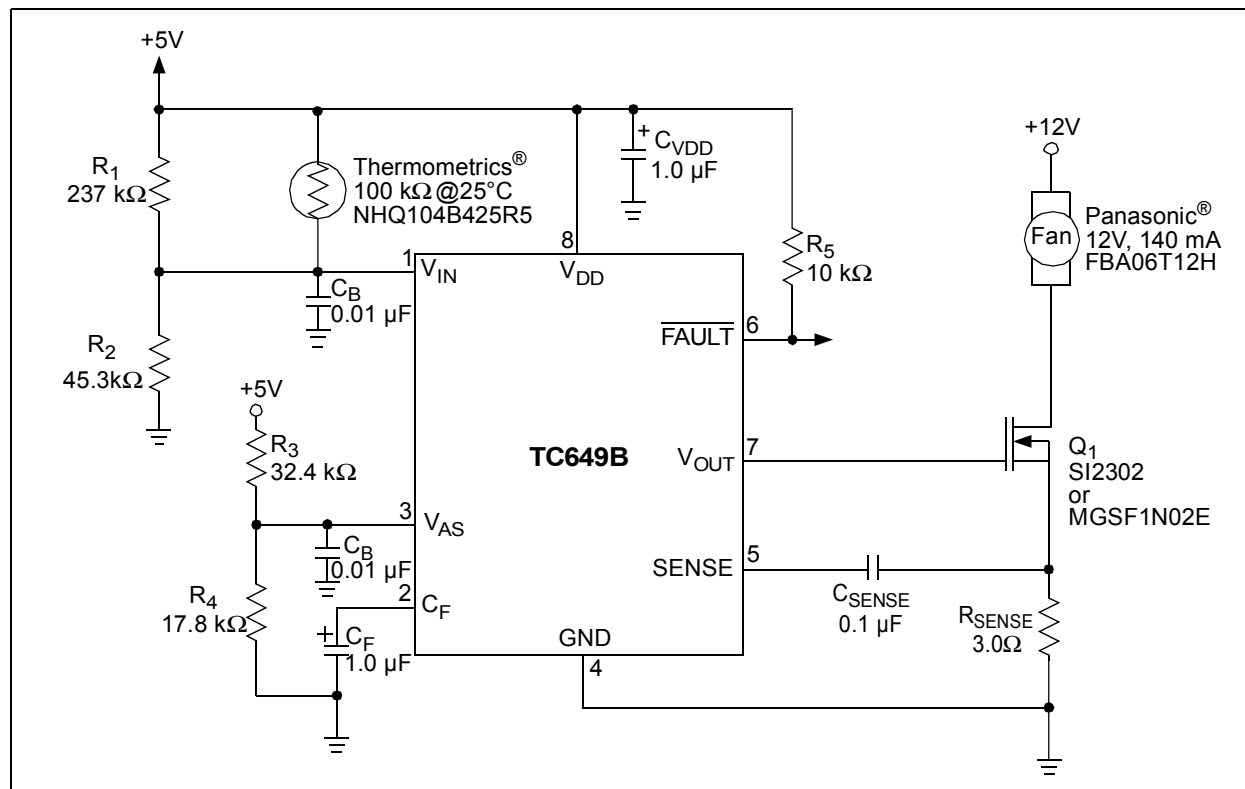 +5V
R1
237 kΩ
Thermometrics®
100 kΩ @25°C
NHQ104B425R5
+
CVDD
1.0 µF
+12V
Fan
Panasonic®
12V, 140 mA
FBA06T12H
R5
10 kΩ
1
VIN
8
VDD
CB
0.01 µF
6
FAULT
R2
45.3kΩ
+5V
R3
32.4 kΩ
TC649B
VOUT
7
Q1
SI2302
or
MGSF1N02E
3
VAS
CB
0.01 µF
SENSE
5
CSENSE
0.1 µF
R4
17.8 kΩ
2
CF
+
CF
1.0 µF
GND
4
RSENSE
3.0Ω